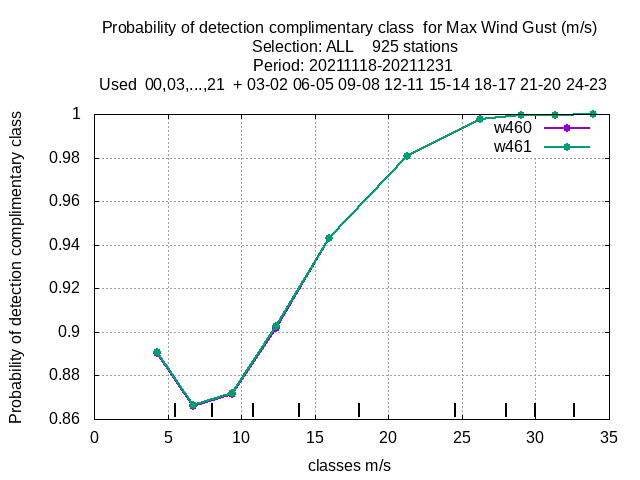 Probability of detection complimentary class  for Max Wind Gust (m/s)
Selection: ALL    925 stations
Period: 20211118-20211231
Used  00,03,...,21  + 03-02 06-05 09-08 12-11 15-14 18-17 21-20 24-23
Probability of detection complimentary class
1
0.98
0.96
0.94
0.92
0.9
0.88
0.86
w460
w461
0 5 10 15 20 25 30 35
classes m/s